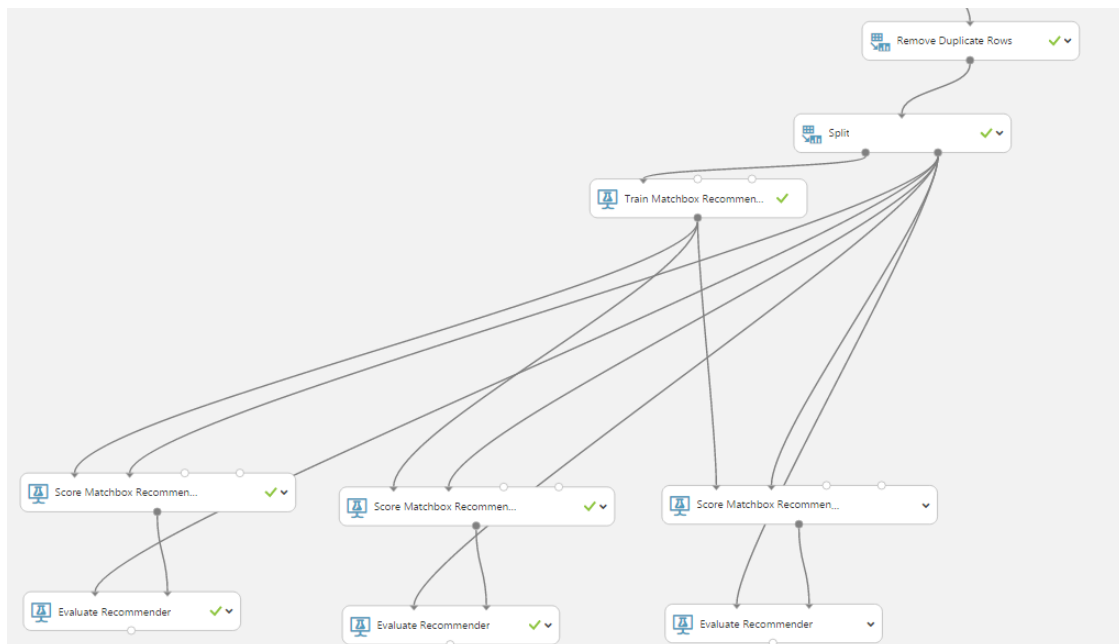 Remove Duplicate Rows
Split
Train Matchbox Recommen...
Score Matchbox Recommen...
Score Matchbox Recommen...
Score Matchbox Recommen...
Evaluate Recommender
Evaluate Recommender
Evaluate Recommender